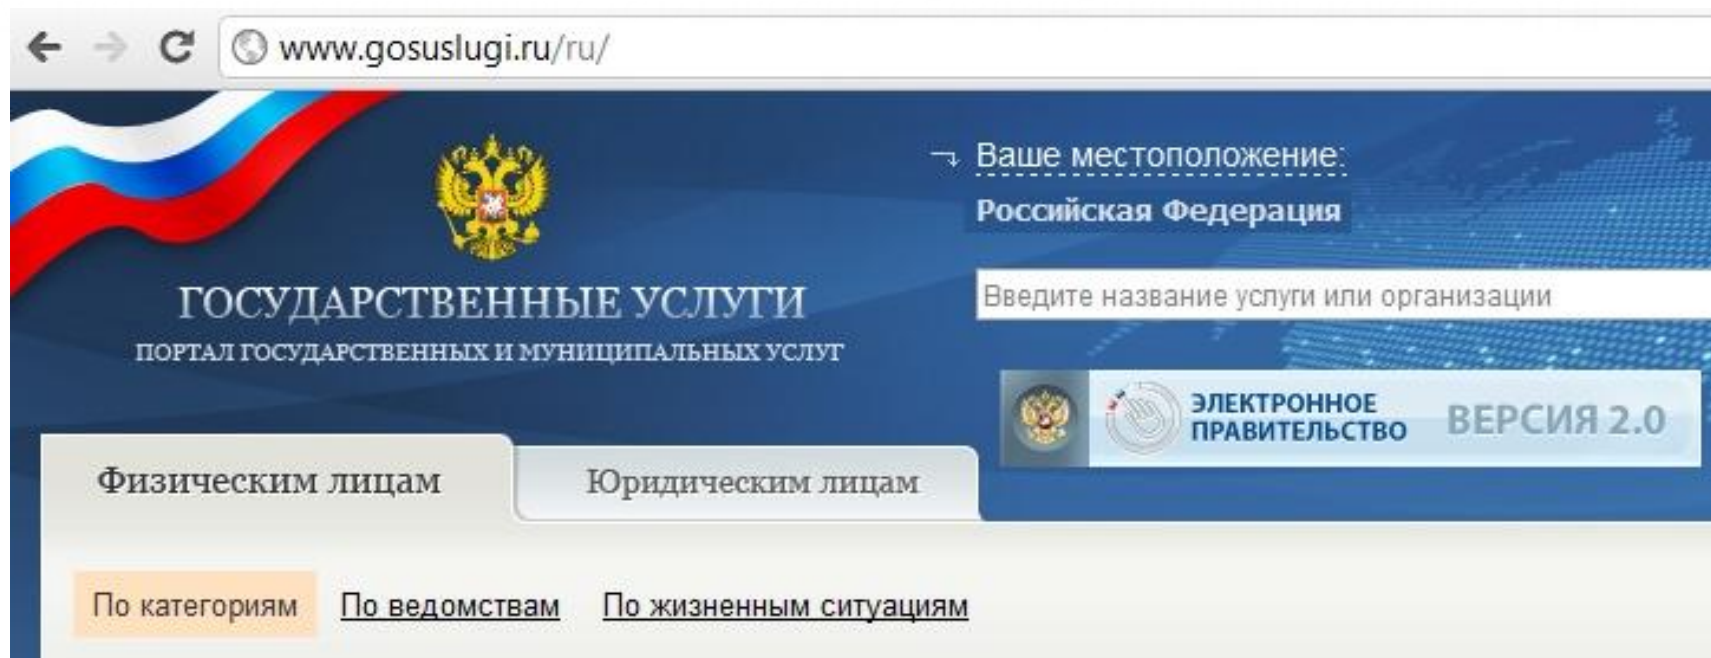 www.gosuslugi.ru/ru/
Ваше местоположение:
Российская Федерация
ГОСУДАРСТВЕННЫЕ УСЛУГИ
ПОРТАЛ ГОСУДАРСТВЕННЫХ И МУНИЦИПАЛЬНЫХ УСЛУГ
Введите название услуги или организации
ЭЛЕКТРОННОЕ
ПРАВИТЕЛЬСТВО
ВЕРСИЯ 2.0
Физическим лицам
Юридическим лицам
По категориям По ведомствам По жизненным ситуациям